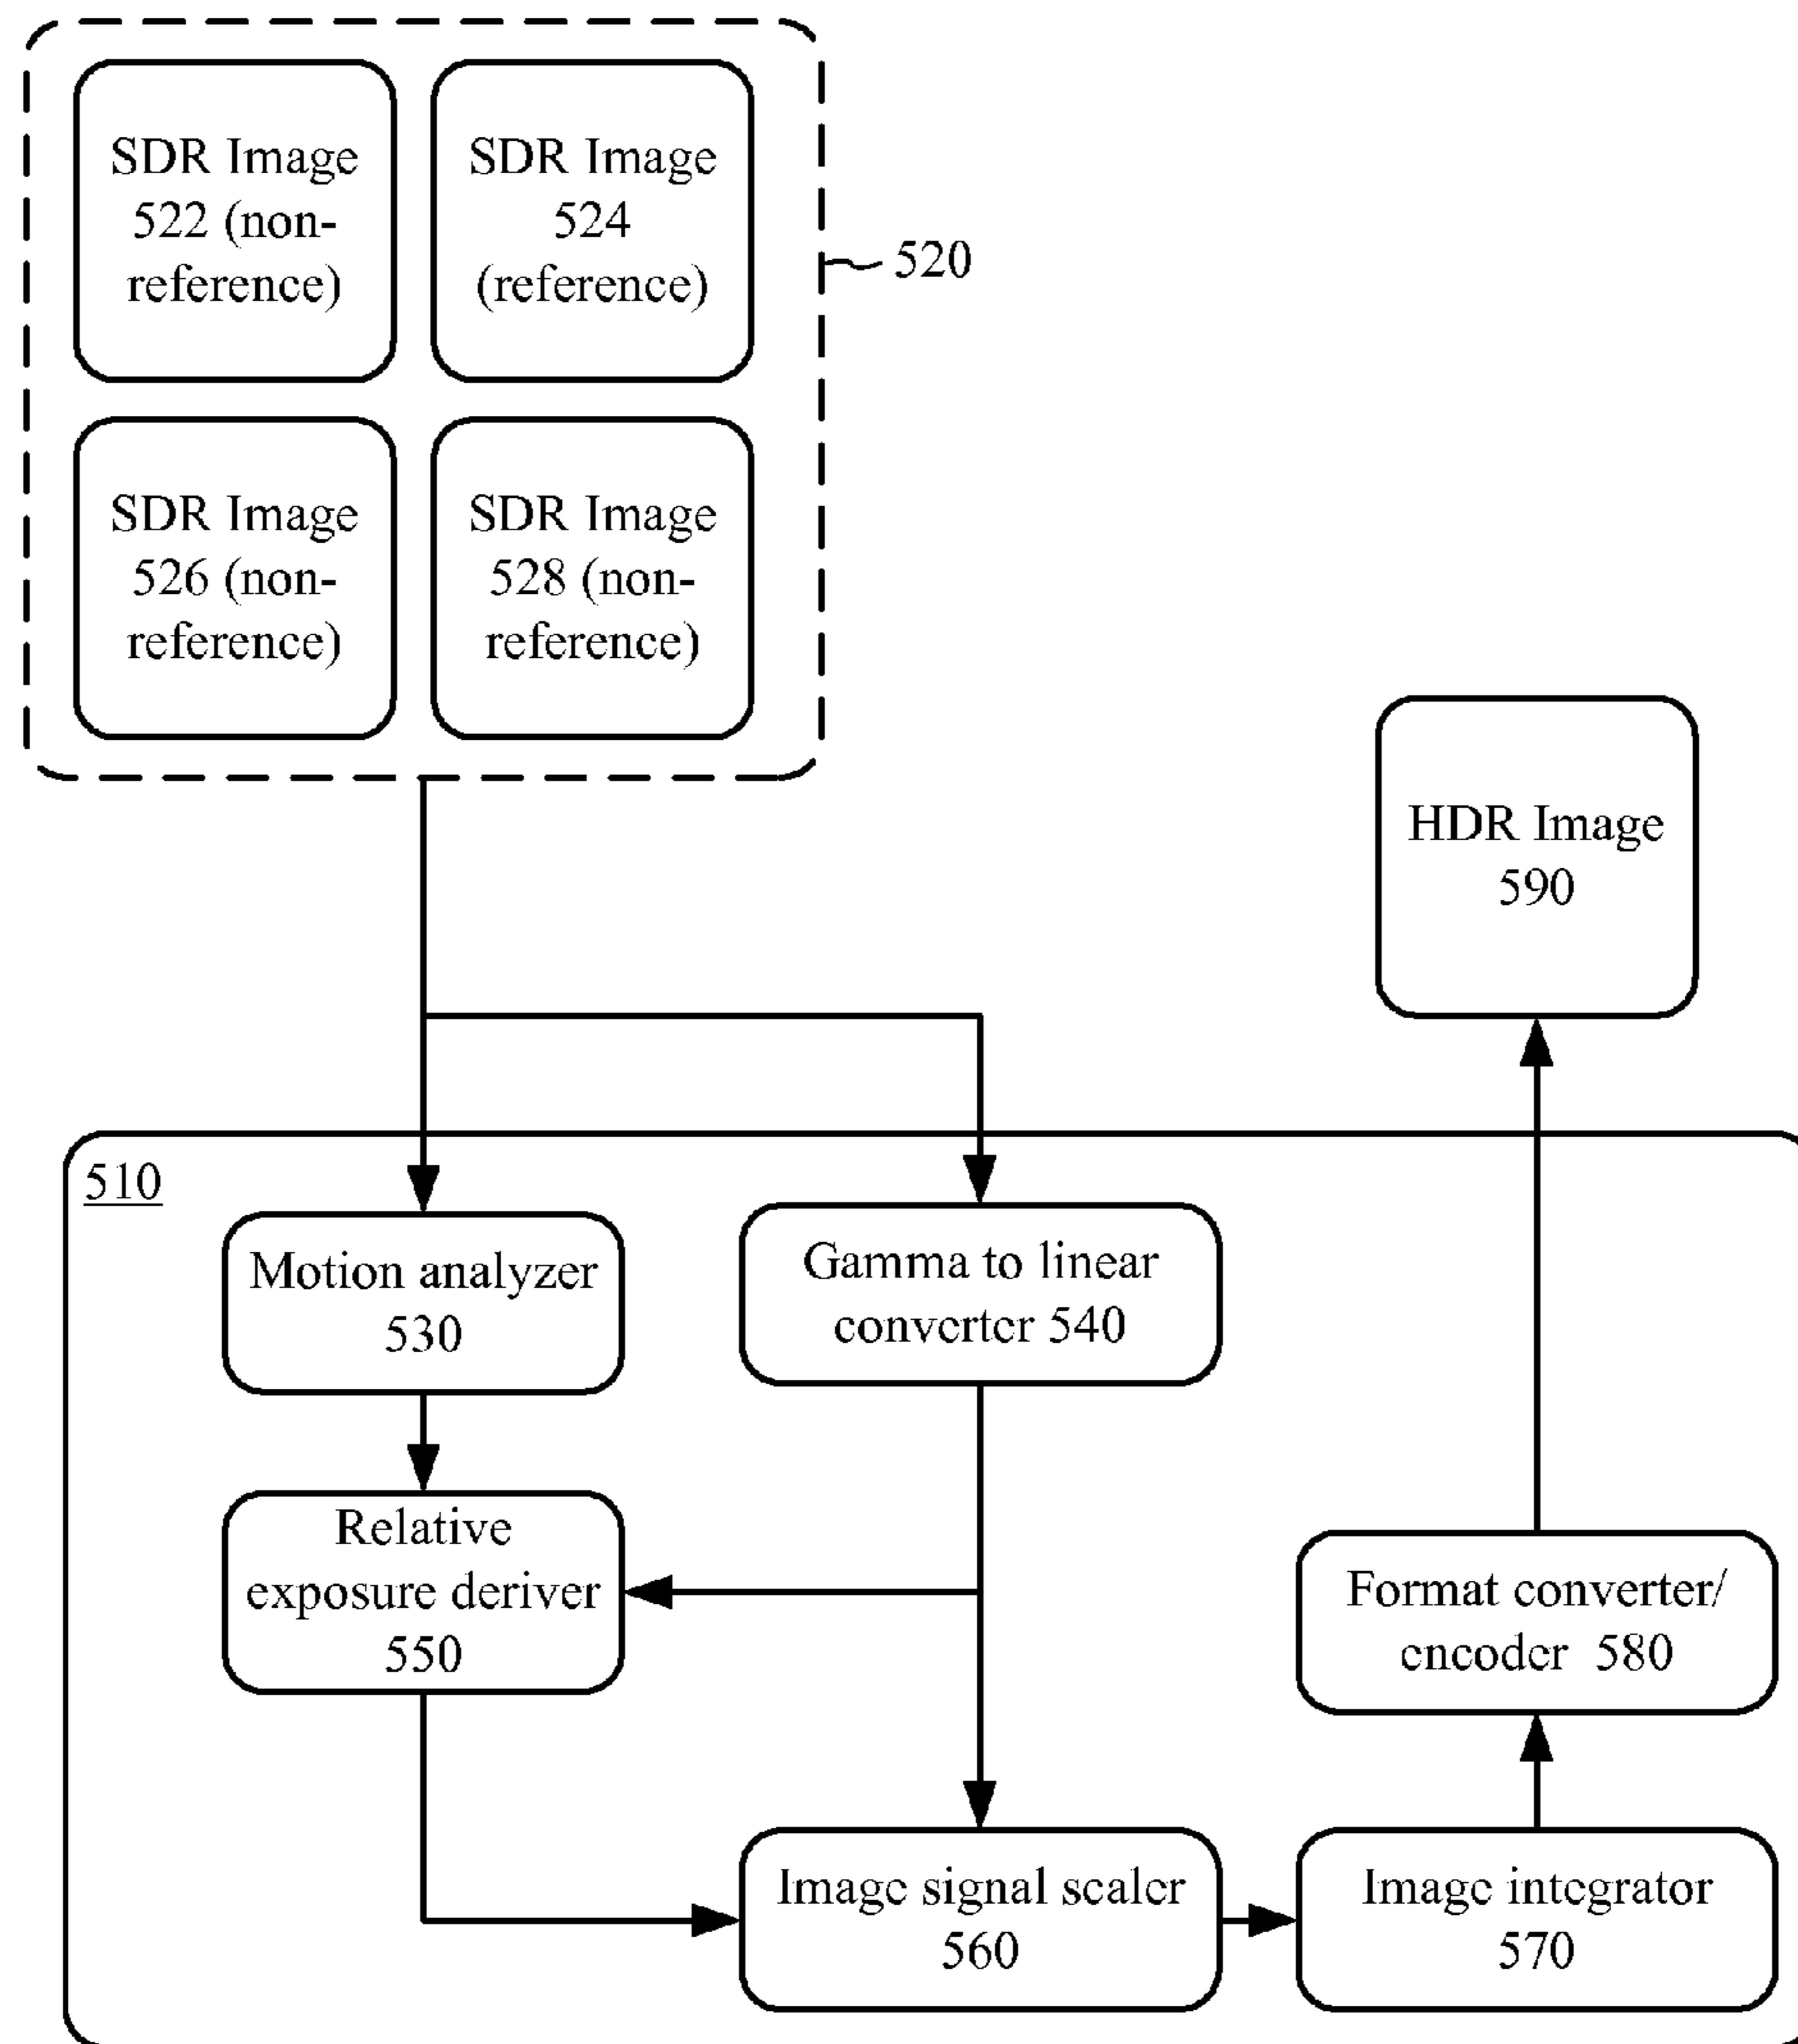 SDR Image
522 (non-
reference)
SDR Image
524
(reference)
520
SDR Image
526 (non-
reference)
SDR Image
528 (non-
reference)
HDR Image
590
510
Motion analyzer
530
Gamma to linear
converter 540
Relative
exposure deriver
550
Format converter/
encoder 580
Image signal scaler
560
Image integrator
570